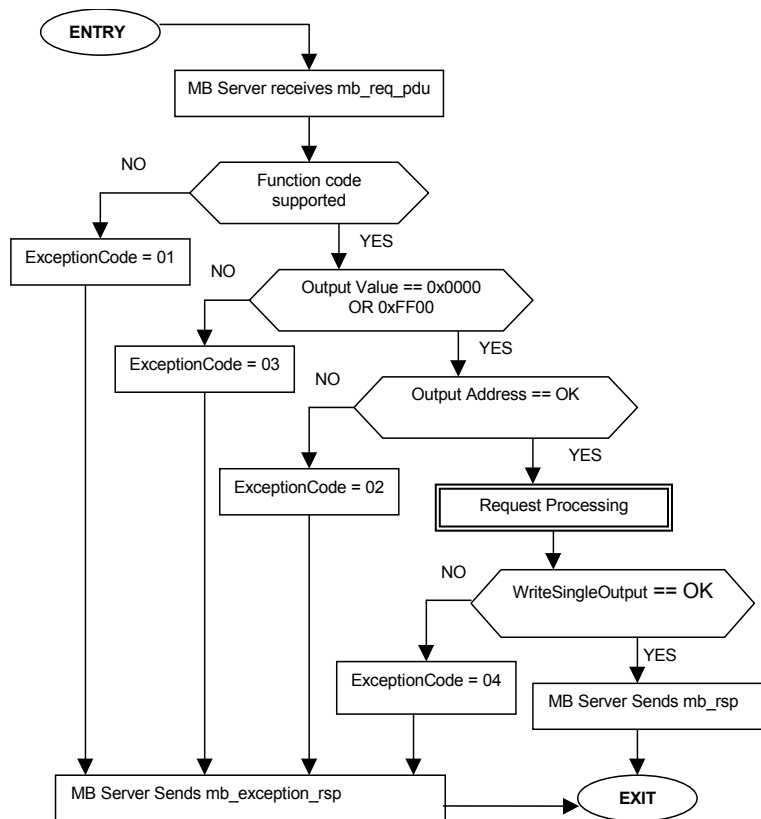 ENTRY
MB Server receives mb_req_pdu
NO
Function code
supported
YES
ExceptionCode = 01
NO
Output Value == 0x0000
OR 0xFF00
YES
ExceptionCode = 03
NO
Output Address == OK
YES
ExceptionCode = 02
Request Processing
NO
WriteSingleOutput == OK
YES
ExceptionCode = 04
MB Server Sends mb_rsp
MB Server Sends mb_exception_rsp
EXIT